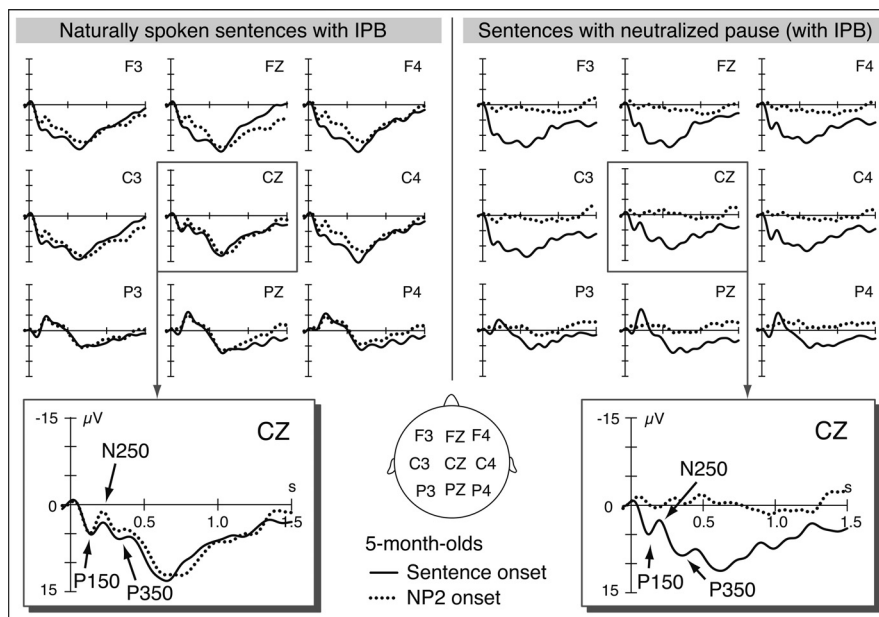 Naturally spoken sentences with IPB
Sentences with neutralized pause (with IPB)
F3 FZ F4
F3 FZ F4
C3 CZ C4
C3 CZ C4
P3 PZ P4
P3 PZ P4
-15 µV
CZ
N250
s
0
0.5 1.0 1.5
P150
P350
15
F3 FZ F4
C3 CZ C4
P3 PZ P4
5-month-olds
Sentence onset
NP2 onset
-15 µV
CZ
N250
s
0
0.5 1.0 1.5
P150
P350
15